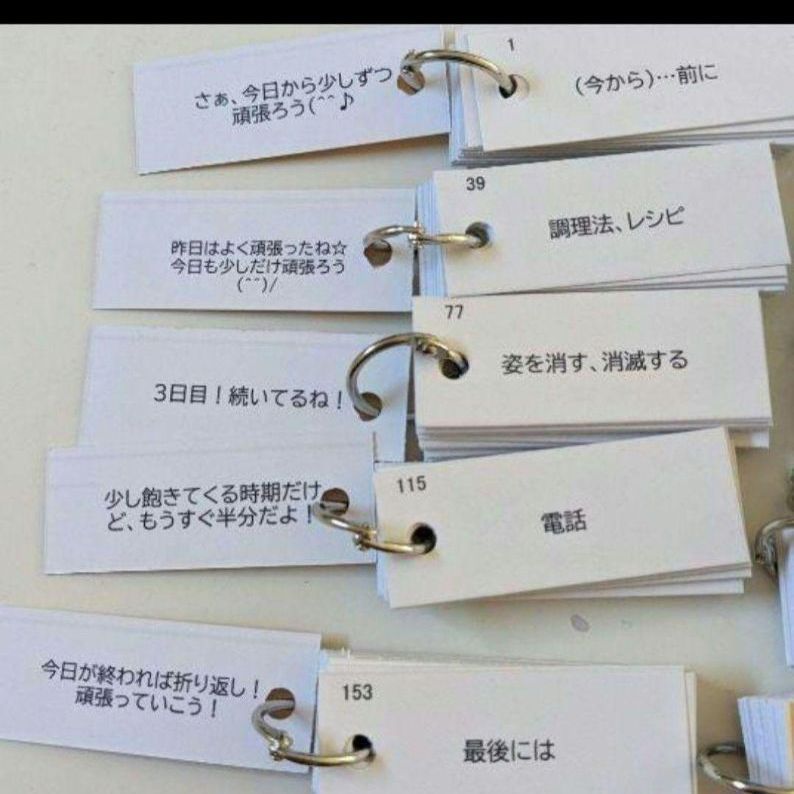 さぁ、今日から少しずつ
頑張ろう(^^♪
1
(今から)…前に
昨日はよく頑張ったね☆
今日も少しだけ頑張ろう
(^^)/
39
調理法、レシピ
3日目！続いてるね！
77
姿を消す、消滅する
少し飽きてくる時期だけ
ど、もうすぐ半分だよ！
115
電話
今日が終われば折り返し！
頑張っていこう！
153
最後には